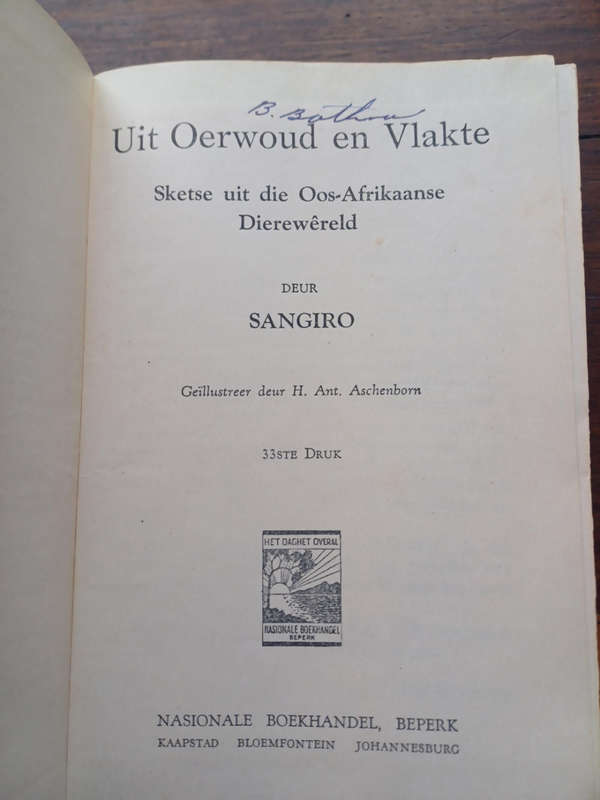 B. Botha
Uit Oerwoud en Vlakte
Sketse uit die Oos-Afrikaanse
Dierewêreld
DEUR
SANGIRO
Geïllustreer deur H. Ant. Aschenborn
33STE DRUK
HET DAGHET OVERAL
NASIONALE BOEKHANDEL
BEPERK
NASIONALE BOEKHANDEL, BEPERK
KAAPSTAD BLOEMFONTEIN JOHANNESBURG